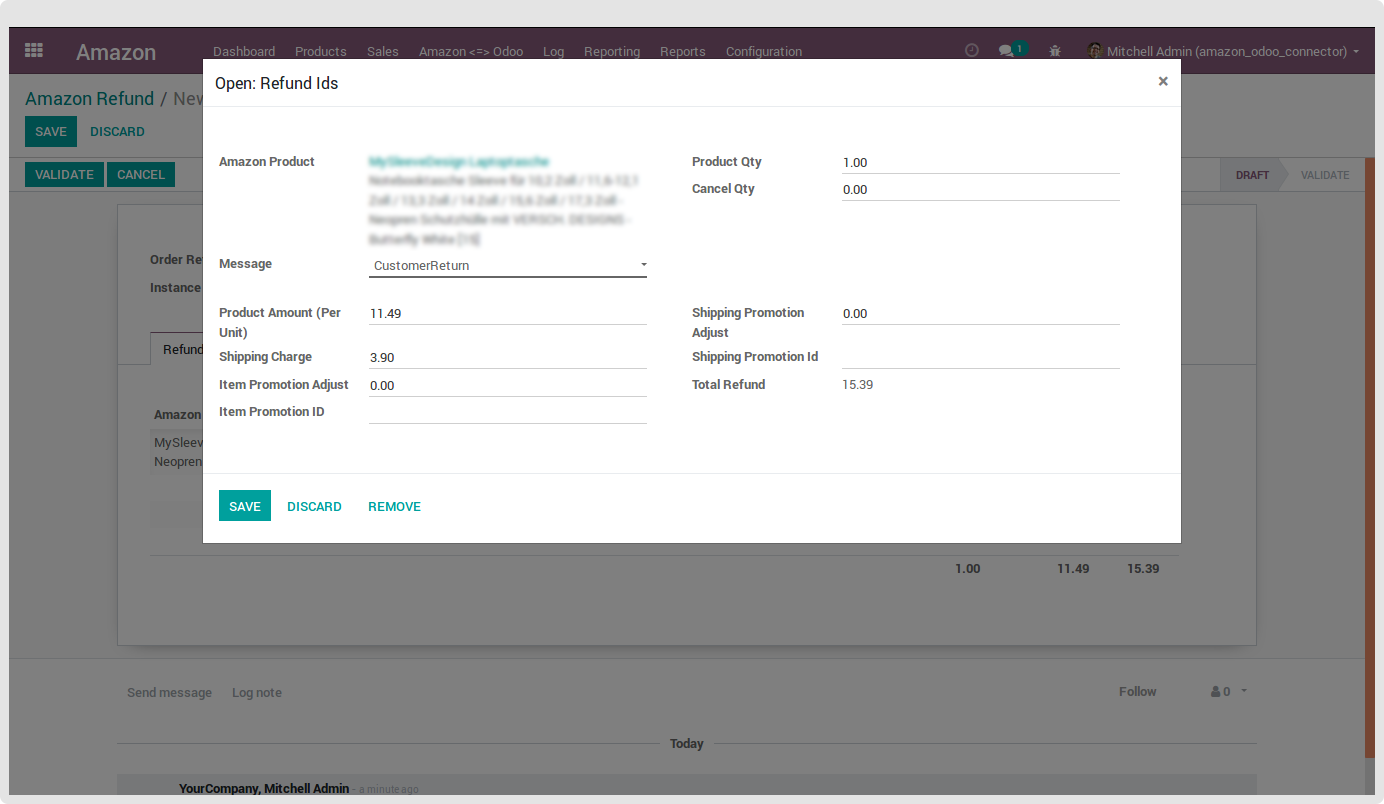 Amazon Dashboard Products Sales Amazon <=> Odoo Log Reporting Reports Configuration 1 Mitchell Admin (amazon_odoo_connector)
Amazon Refund / New
SAVE DISCARD
VALIDATE CANCEL DRAFT VALIDATE
Open: Refund Ids ×
Amazon Product MySleeveDesign Laptoptasche Product Qty 1.00
Notebooktasche Sleeve für 10,2 Zoll / 11,6-12,1 Cancel Qty 0.00
Zoll / 13,3 Zoll / 14 Zoll / 15,6 Zoll / 17,3 Zoll -
Neopren Schutzhülle mit VERSCH. DESIGNS -
Butterfly White [15]
Message CustomerReturn
Product Amount (Per 11.49 Shipping Promotion 0.00
Unit) Adjust
Shipping Charge 3.90 Shipping Promotion Id
Item Promotion Adjust 0.00 Total Refund 15.39
Item Promotion ID
SAVE DISCARD REMOVE
Order Re
Instance
Refund
Amazon
MySleev
Neopren
1.00 11.49 15.39
Send message Log note Follow 0
Today
YourCompany, Mitchell Admin - a minute ago